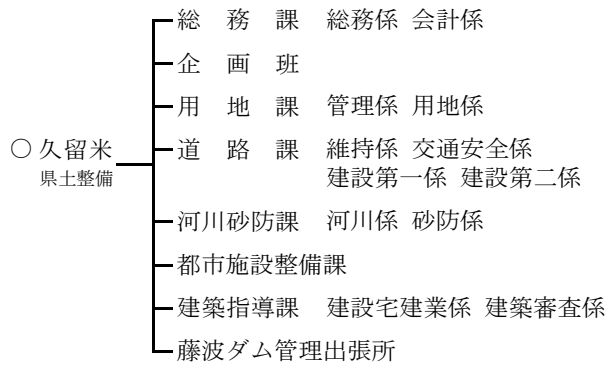 総務課 総務係 会計係
企画班
用地課 管理係 用地係
○久留米
県土整備
道路課 維持係 交通安全係
建設第一係 建設第二係
河川砂防課 河川係 砂防係
都市施設整備課
建築指導課 建設宅建業係 建築審査係
藤波ダム管理出張所